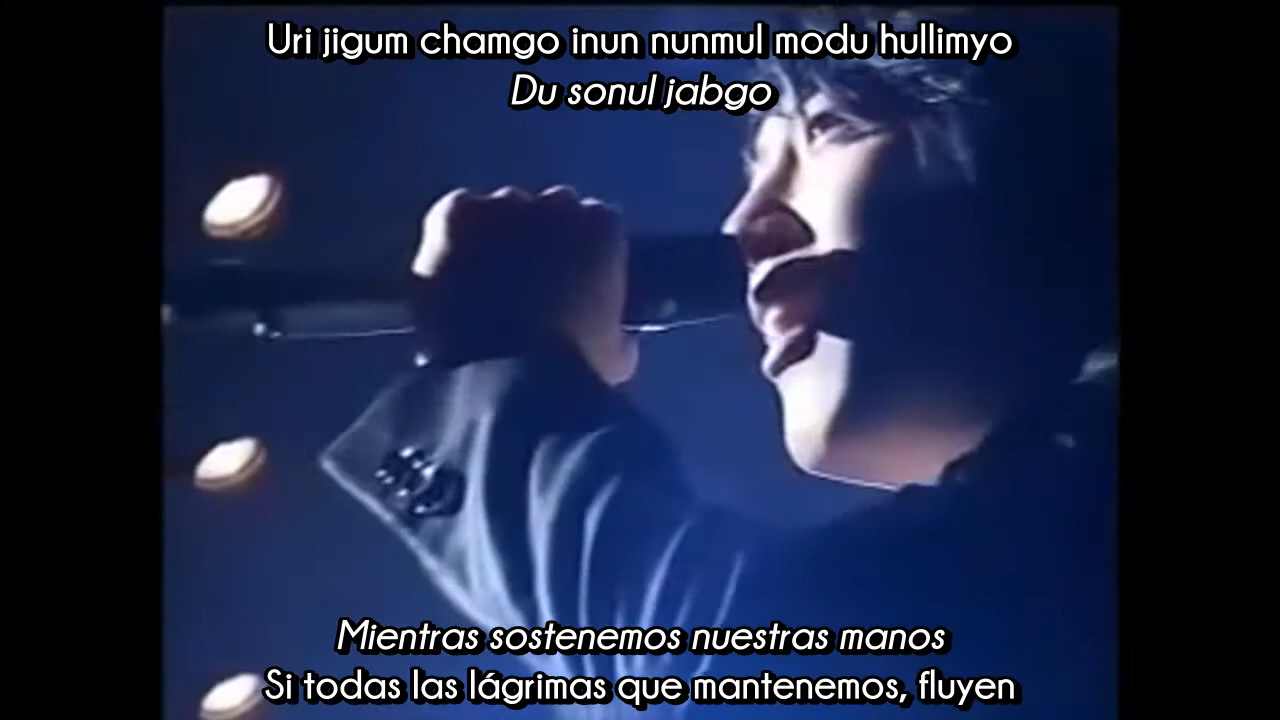 Uri jigum chamgo inun nunmul modu hullimyo
Du sonul jabgo
Mientras sostenemos nuestras manos
Si todas las lágrimas que mantenemos, fluyen